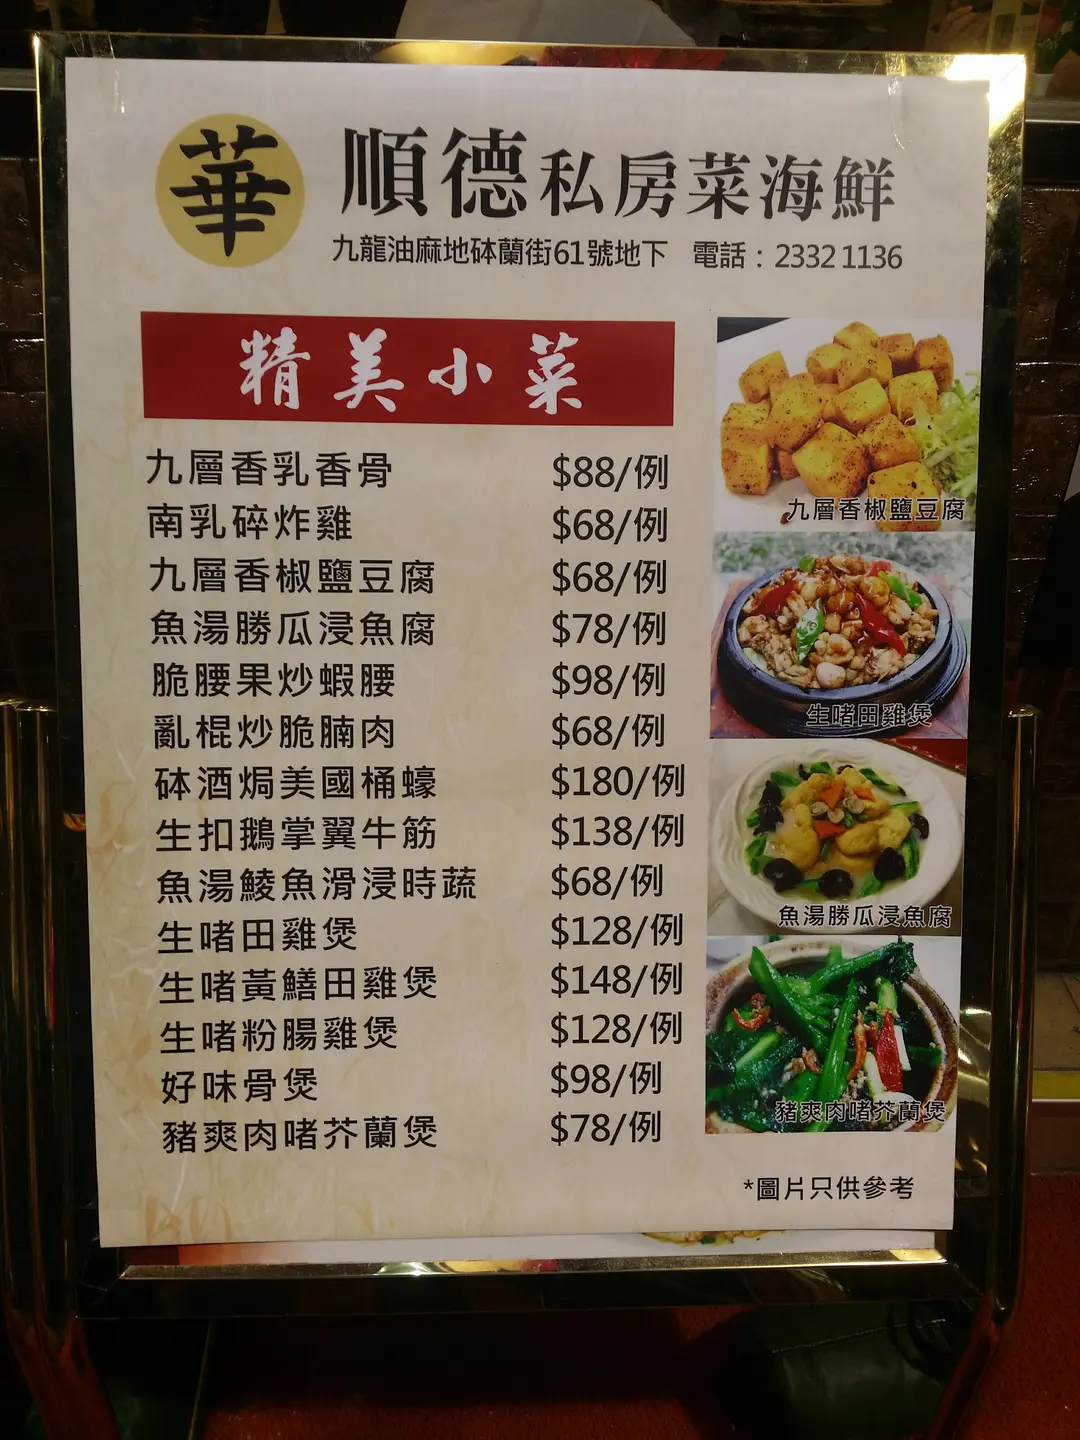 華
順德私房菜海鮮
九龍油麻地砵蘭街61號地下 電話：2332 1136
精美小菜
九層香乳香骨 $88/例
南乳碎炸雞 $68/例
九層香椒鹽豆腐 $68/例
魚湯勝瓜浸魚腐 $78/例
脆腰果炒蝦腰 $98/例
亂棍炒脆腩肉 $68/例
砵酒焗美國桶蠔 $180/例
生扣鵝掌翼牛筋 $138/例
魚湯鯪魚滑浸時蔬 $68/例
生啫田雞煲 $128/例
生啫黃鱔田雞煲 $148/例
生啫粉腸雞煲 $128/例
好味骨煲 $98/例
豬爽肉啫芥蘭煲 $78/例
九層香椒鹽豆腐
生啫田雞煲
魚湯勝瓜浸魚腐
豬爽肉啫芥蘭煲
*圖片只供參考